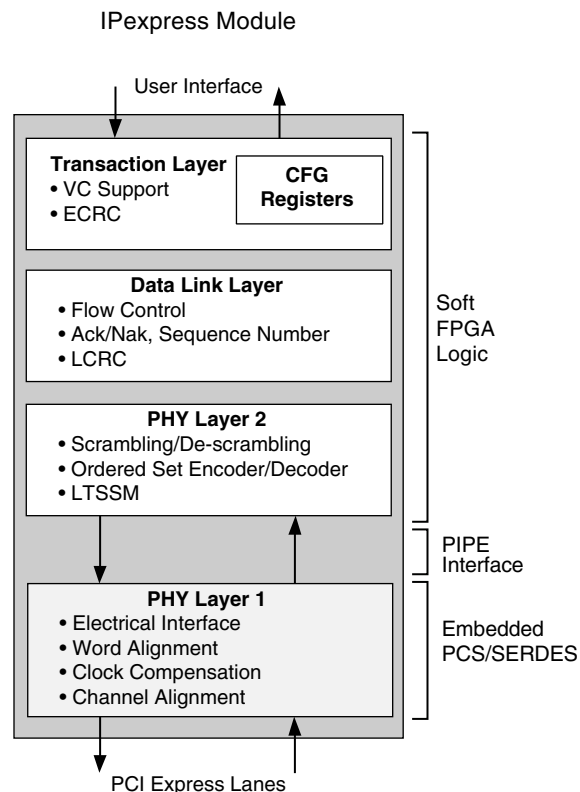 IPexpress Module
User Interface
Transaction Layer
• VC Support
• ECRC
CFG
Registers
Data Link Layer
• Flow Control
• Ack/Nak, Sequence Number
• LCRC
PHY Layer 2
• Scrambling/De-scrambling
• Ordered Set Encoder/Decoder
• LTSSM
Soft
FPGA
Logic
PIPE
Interface
PHY Layer 1
• Electrical Interface
• Word Alignment
• Clock Compensation
• Channel Alignment
Embedded
PCS/SERDES
PCI Express Lanes